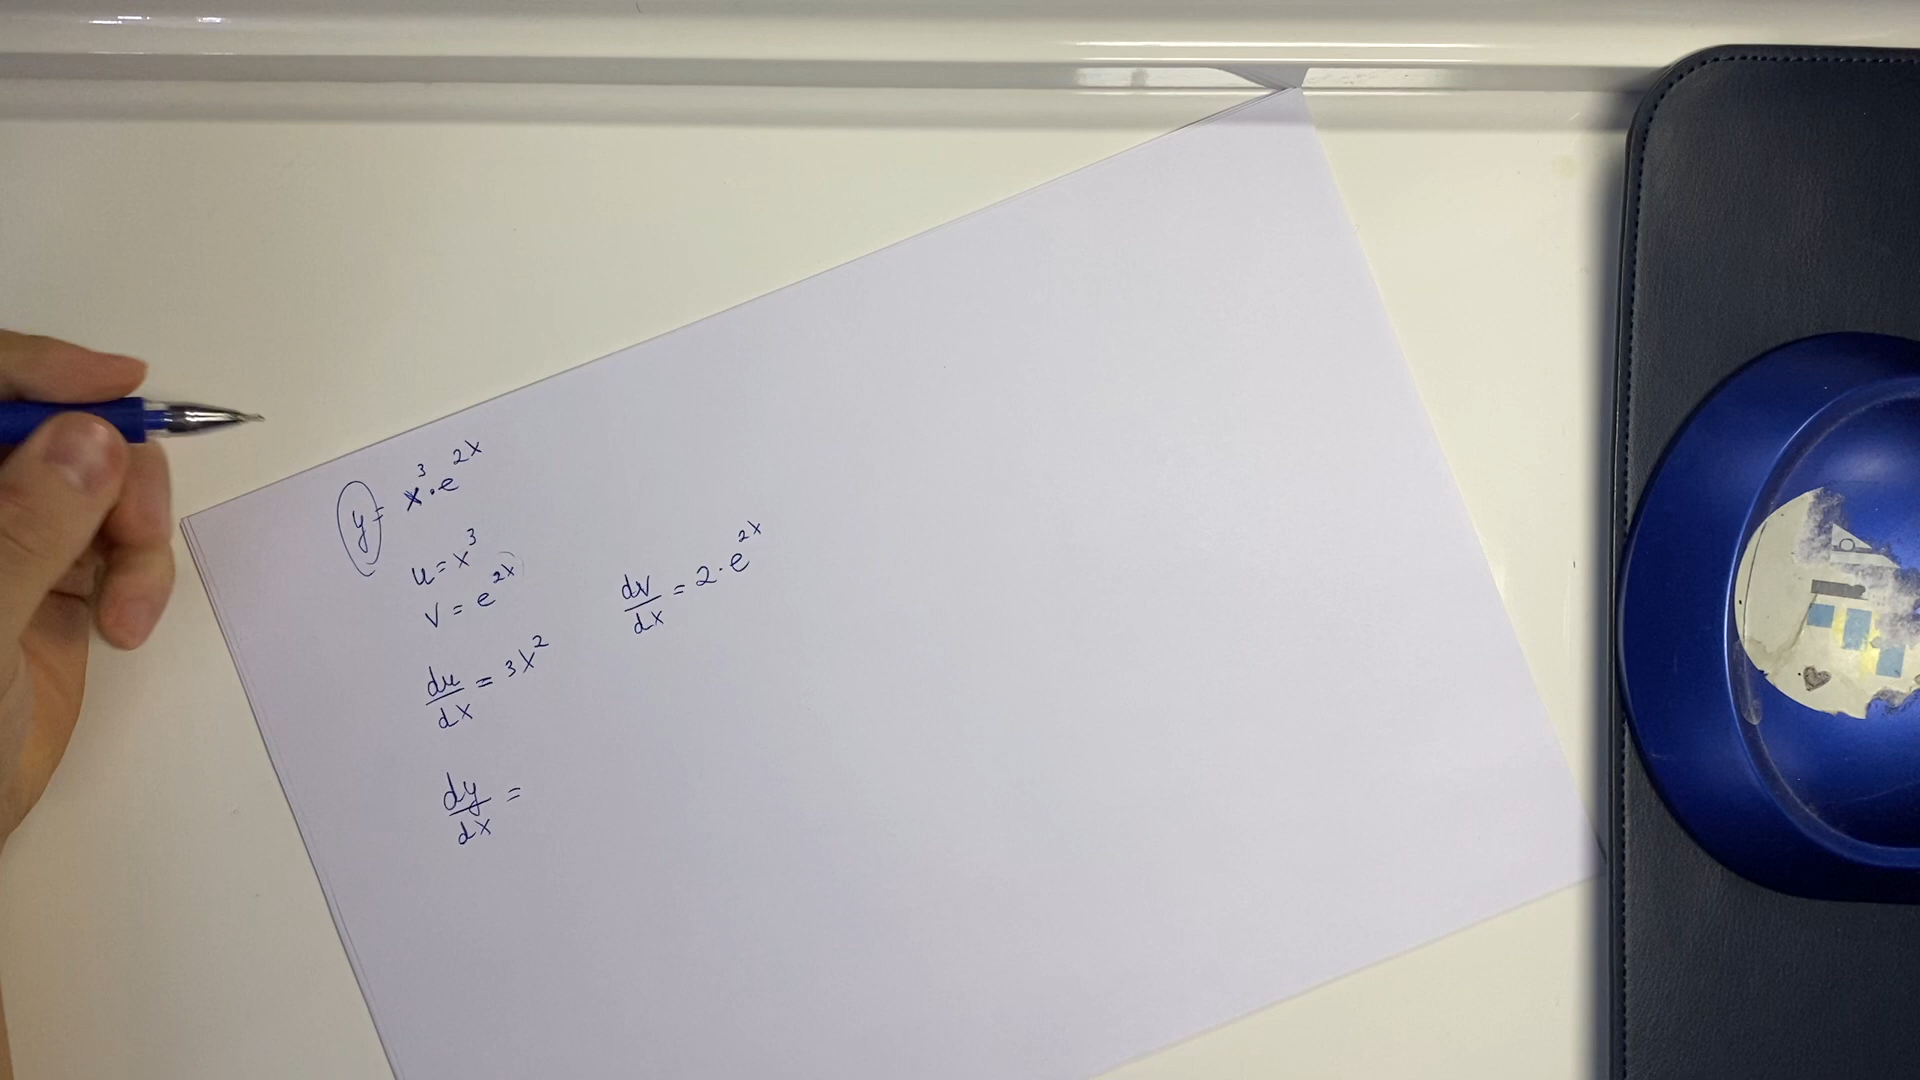 y = x³·e²ˣ
u = x³
v = e²ˣ
du/dx = 3x²
dv/dx = 2·e²ˣ
dy/dx =